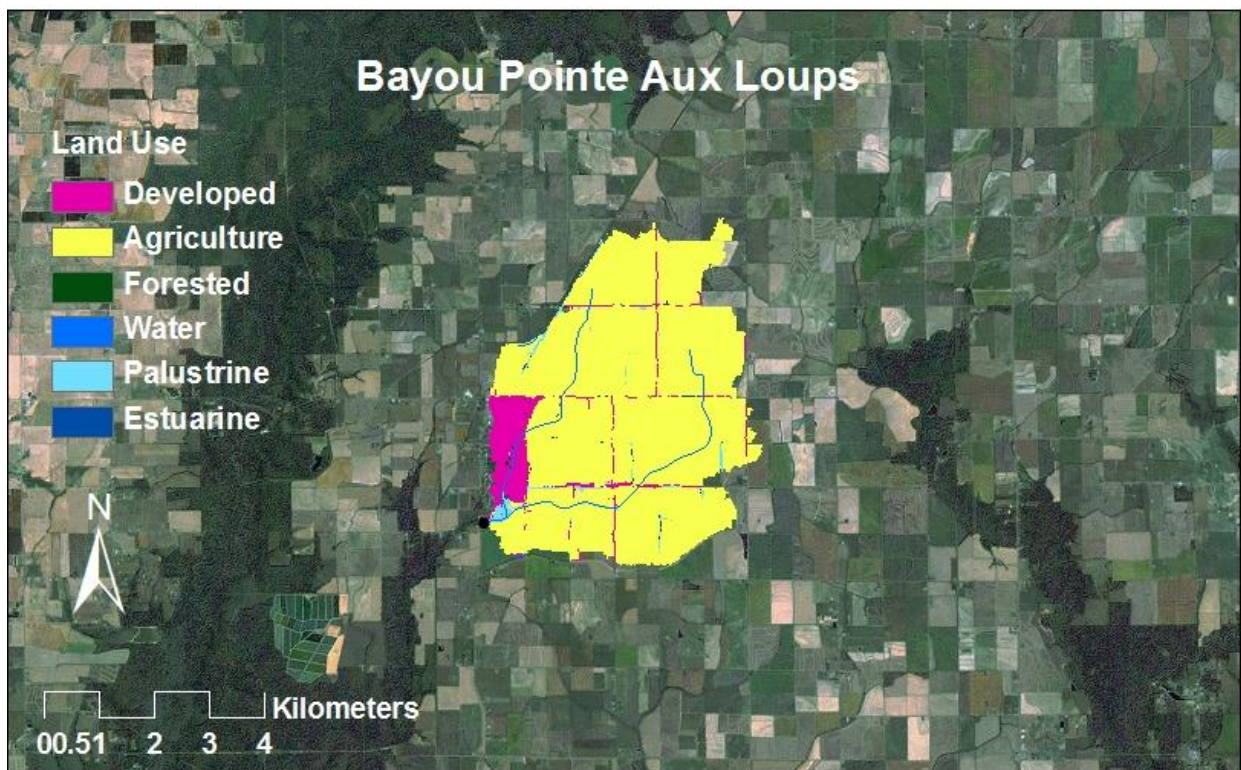 Bayou Pointe Aux Loups
Land Use
Developed
Agriculture
Forested
Water
Palustrine
Estuarine
N
Kilometers
00.51 2 3 4